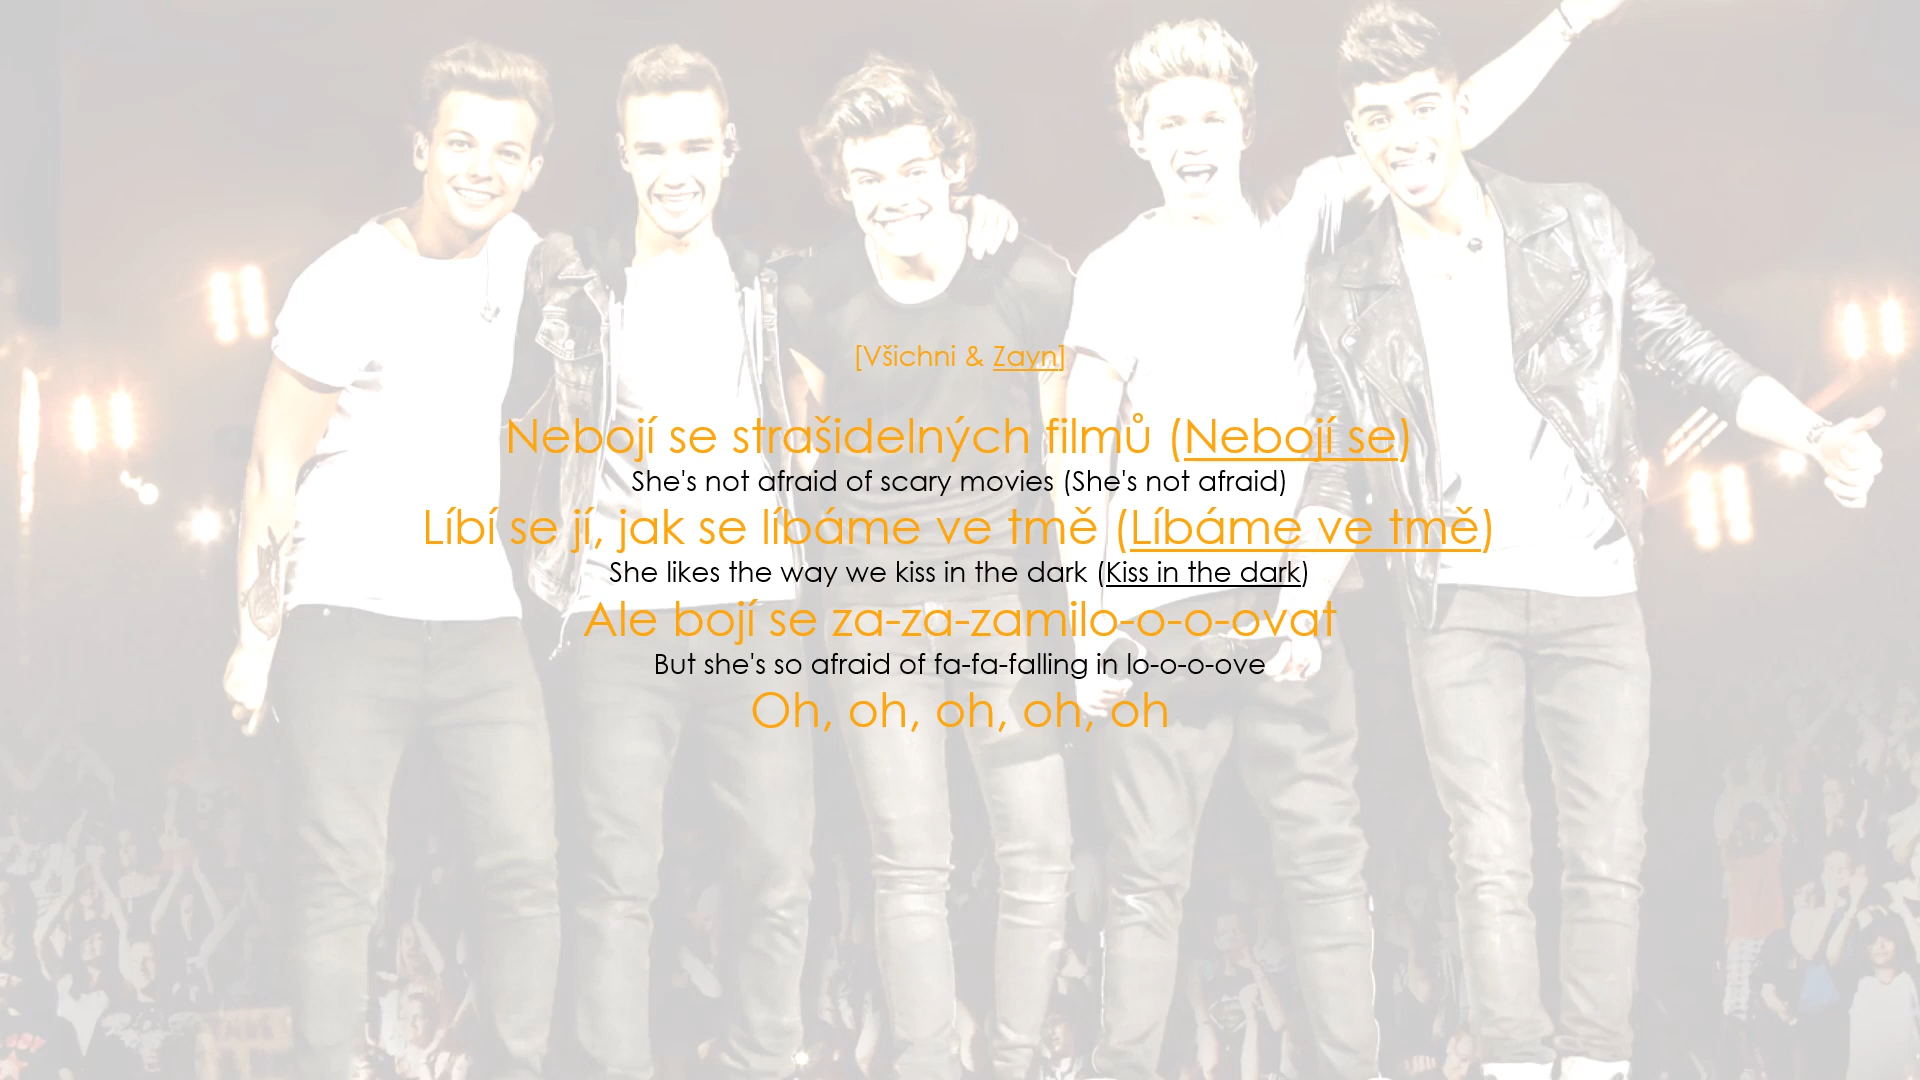 [Všichni & Zayn]
Nebojí se strašidelných filmů (Nebojí se)
She's not afraid of scary movies (She's not afraid)
Líbí se jí, jak se líbáme ve tmě (Líbáme ve tmě)
She likes the way we kiss in the dark (Kiss in the dark)
Ale bojí se za-za-zamilo-o-o-ovat
But she's so afraid of fa-fa-falling in lo-o-o-ove
Oh, oh, oh, oh, oh